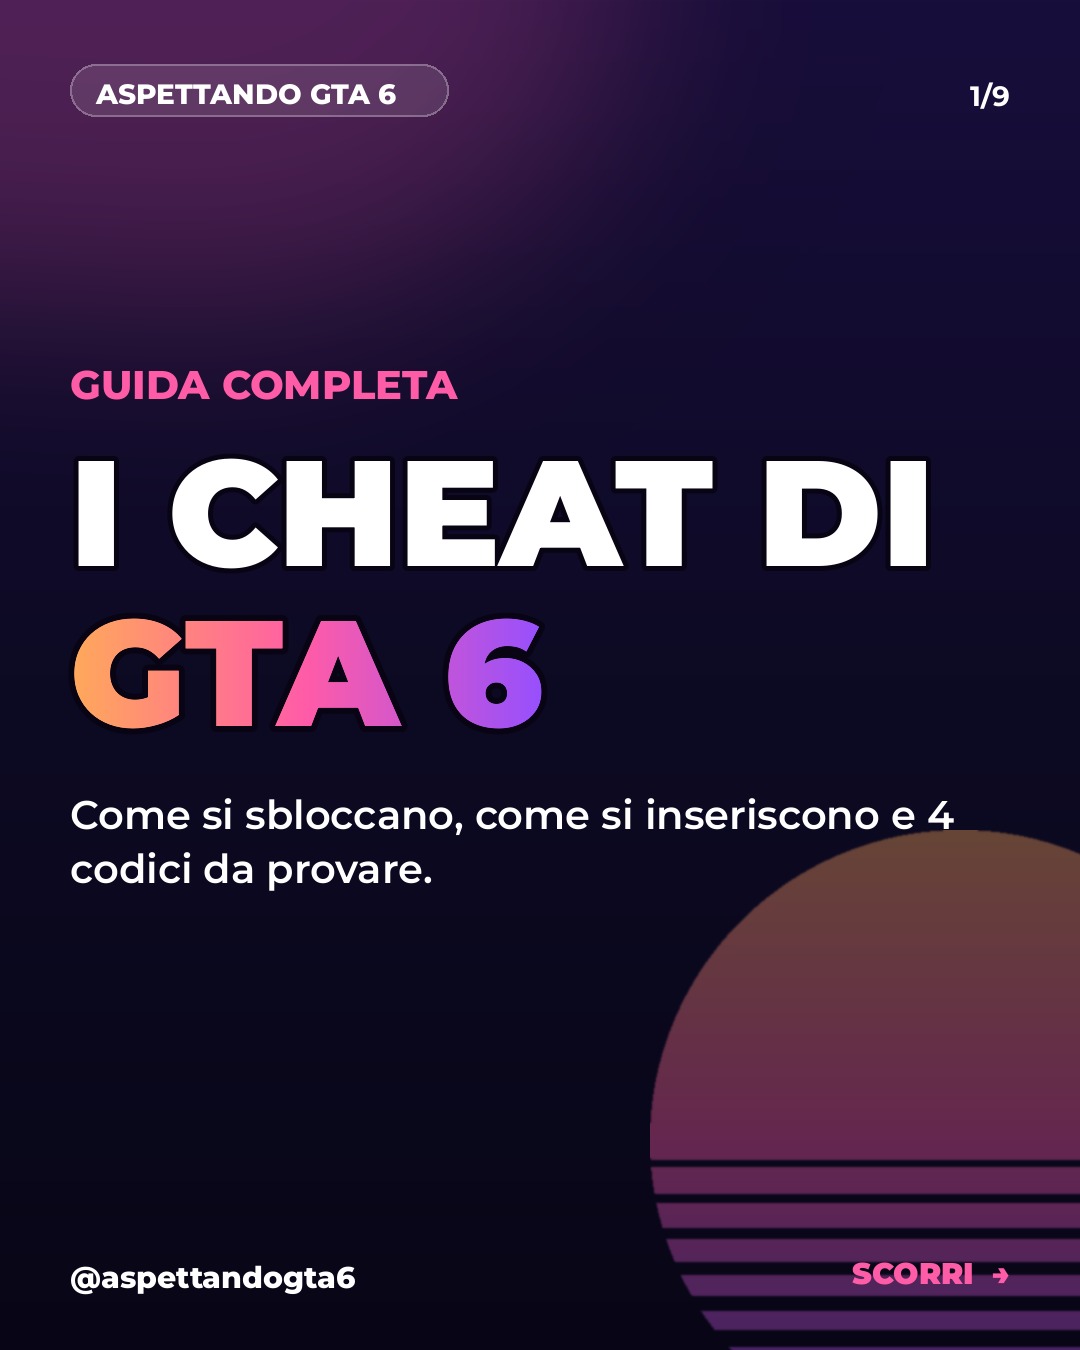 ASPETTANDO GTA 6
1/9
GUIDA COMPLETA
I CHEAT DI
GTA 6
Come si sbloccano, come si inseriscono e 4
codici da provare.
@aspettandogta6
SCORRI →